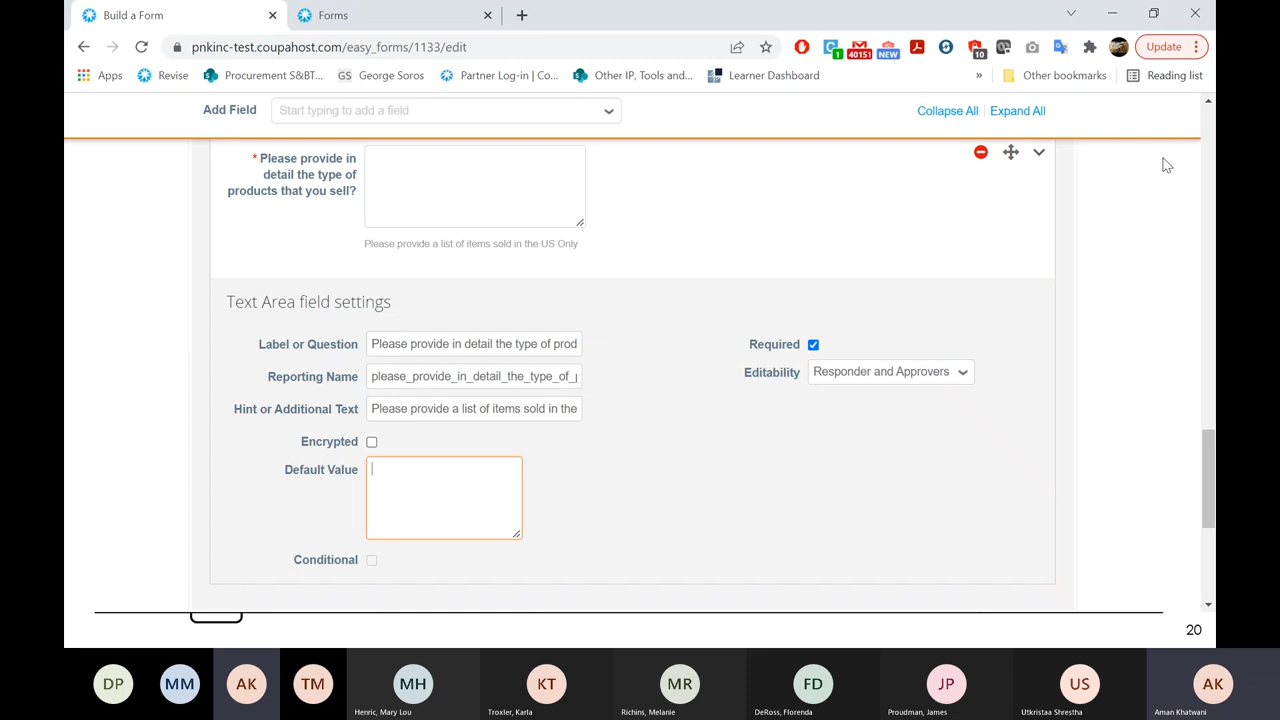 Build a Form
Forms
pnkinc-test.coupahost.com/easy_forms/1133/edit
1
40151
NEW
10
Update
Apps
Revise
Procurement S&BT...
GS George Soros
Partner Log-in | Co...
Other IP, Tools and...
Learner Dashboard
»
Other bookmarks
Reading list
Add Field
Start typing to add a field
Collapse All
Expand All
* Please provide in
detail the type of
products that you sell?
Please provide a list of items sold in the US Only
Text Area field settings
Label or Question
Please provide in detail the type of prod
Required
Reporting Name
please_provide_in_detail_the_type_of_p
Editability
Responder and Approvers
Hint or Additional Text
Please provide a list of items sold in the
Encrypted
Default Value
Conditional
20
DP
MM
AK
TM
MH
KT
MR
FD
JP
US
AK
Henric, Mary Lou
Troxler, Karla
Richins, Melanie
DeRoss, Florenda
Proudman, James
Utkristaa Shrestha
Aman Khatwani